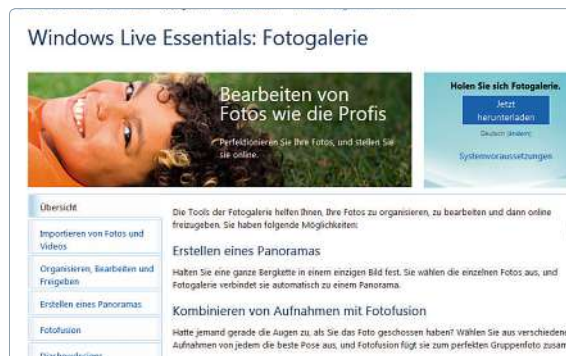 Windows Live Essentials: Fotogalerie
Bearbeiten von
Fotos wie die Profis
Perfektionieren Sie Ihre Fotos, und stellen Sie
sie online.
Holen Sie sich Fotogalerie.
Jetzt
herunterladen
Deutsch (ändern)
Systemvoraussetzungen
Übersicht
Importieren von Fotos und
Videos
Organisieren, Bearbeiten und
Freigeben
Erstellen eines Panoramas
Fotofusion
Die Tools der Fotogalerie helfen Ihnen, Ihre Fotos zu organisieren, zu bearbeiten und dann online
freizugeben. Sie haben folgende Möglichkeiten:
Erstellen eines Panoramas
Halten Sie eine ganze Bergkette in einem einzigen Bild fest. Sie wählen die einzelnen Fotos aus, und
Fotogalerie verbindet sie automatisch zu einem Panorama.
Kombinieren von Aufnahmen mit Fotofusion
Hatte jemand gerade die Augen zu, als Sie das Foto geschossen haben? Wählen Sie aus verschiedene
Aufnahmen von jedem die beste Pose aus, und Fotofusion fügt sie zum perfekten Gruppenfoto zusam